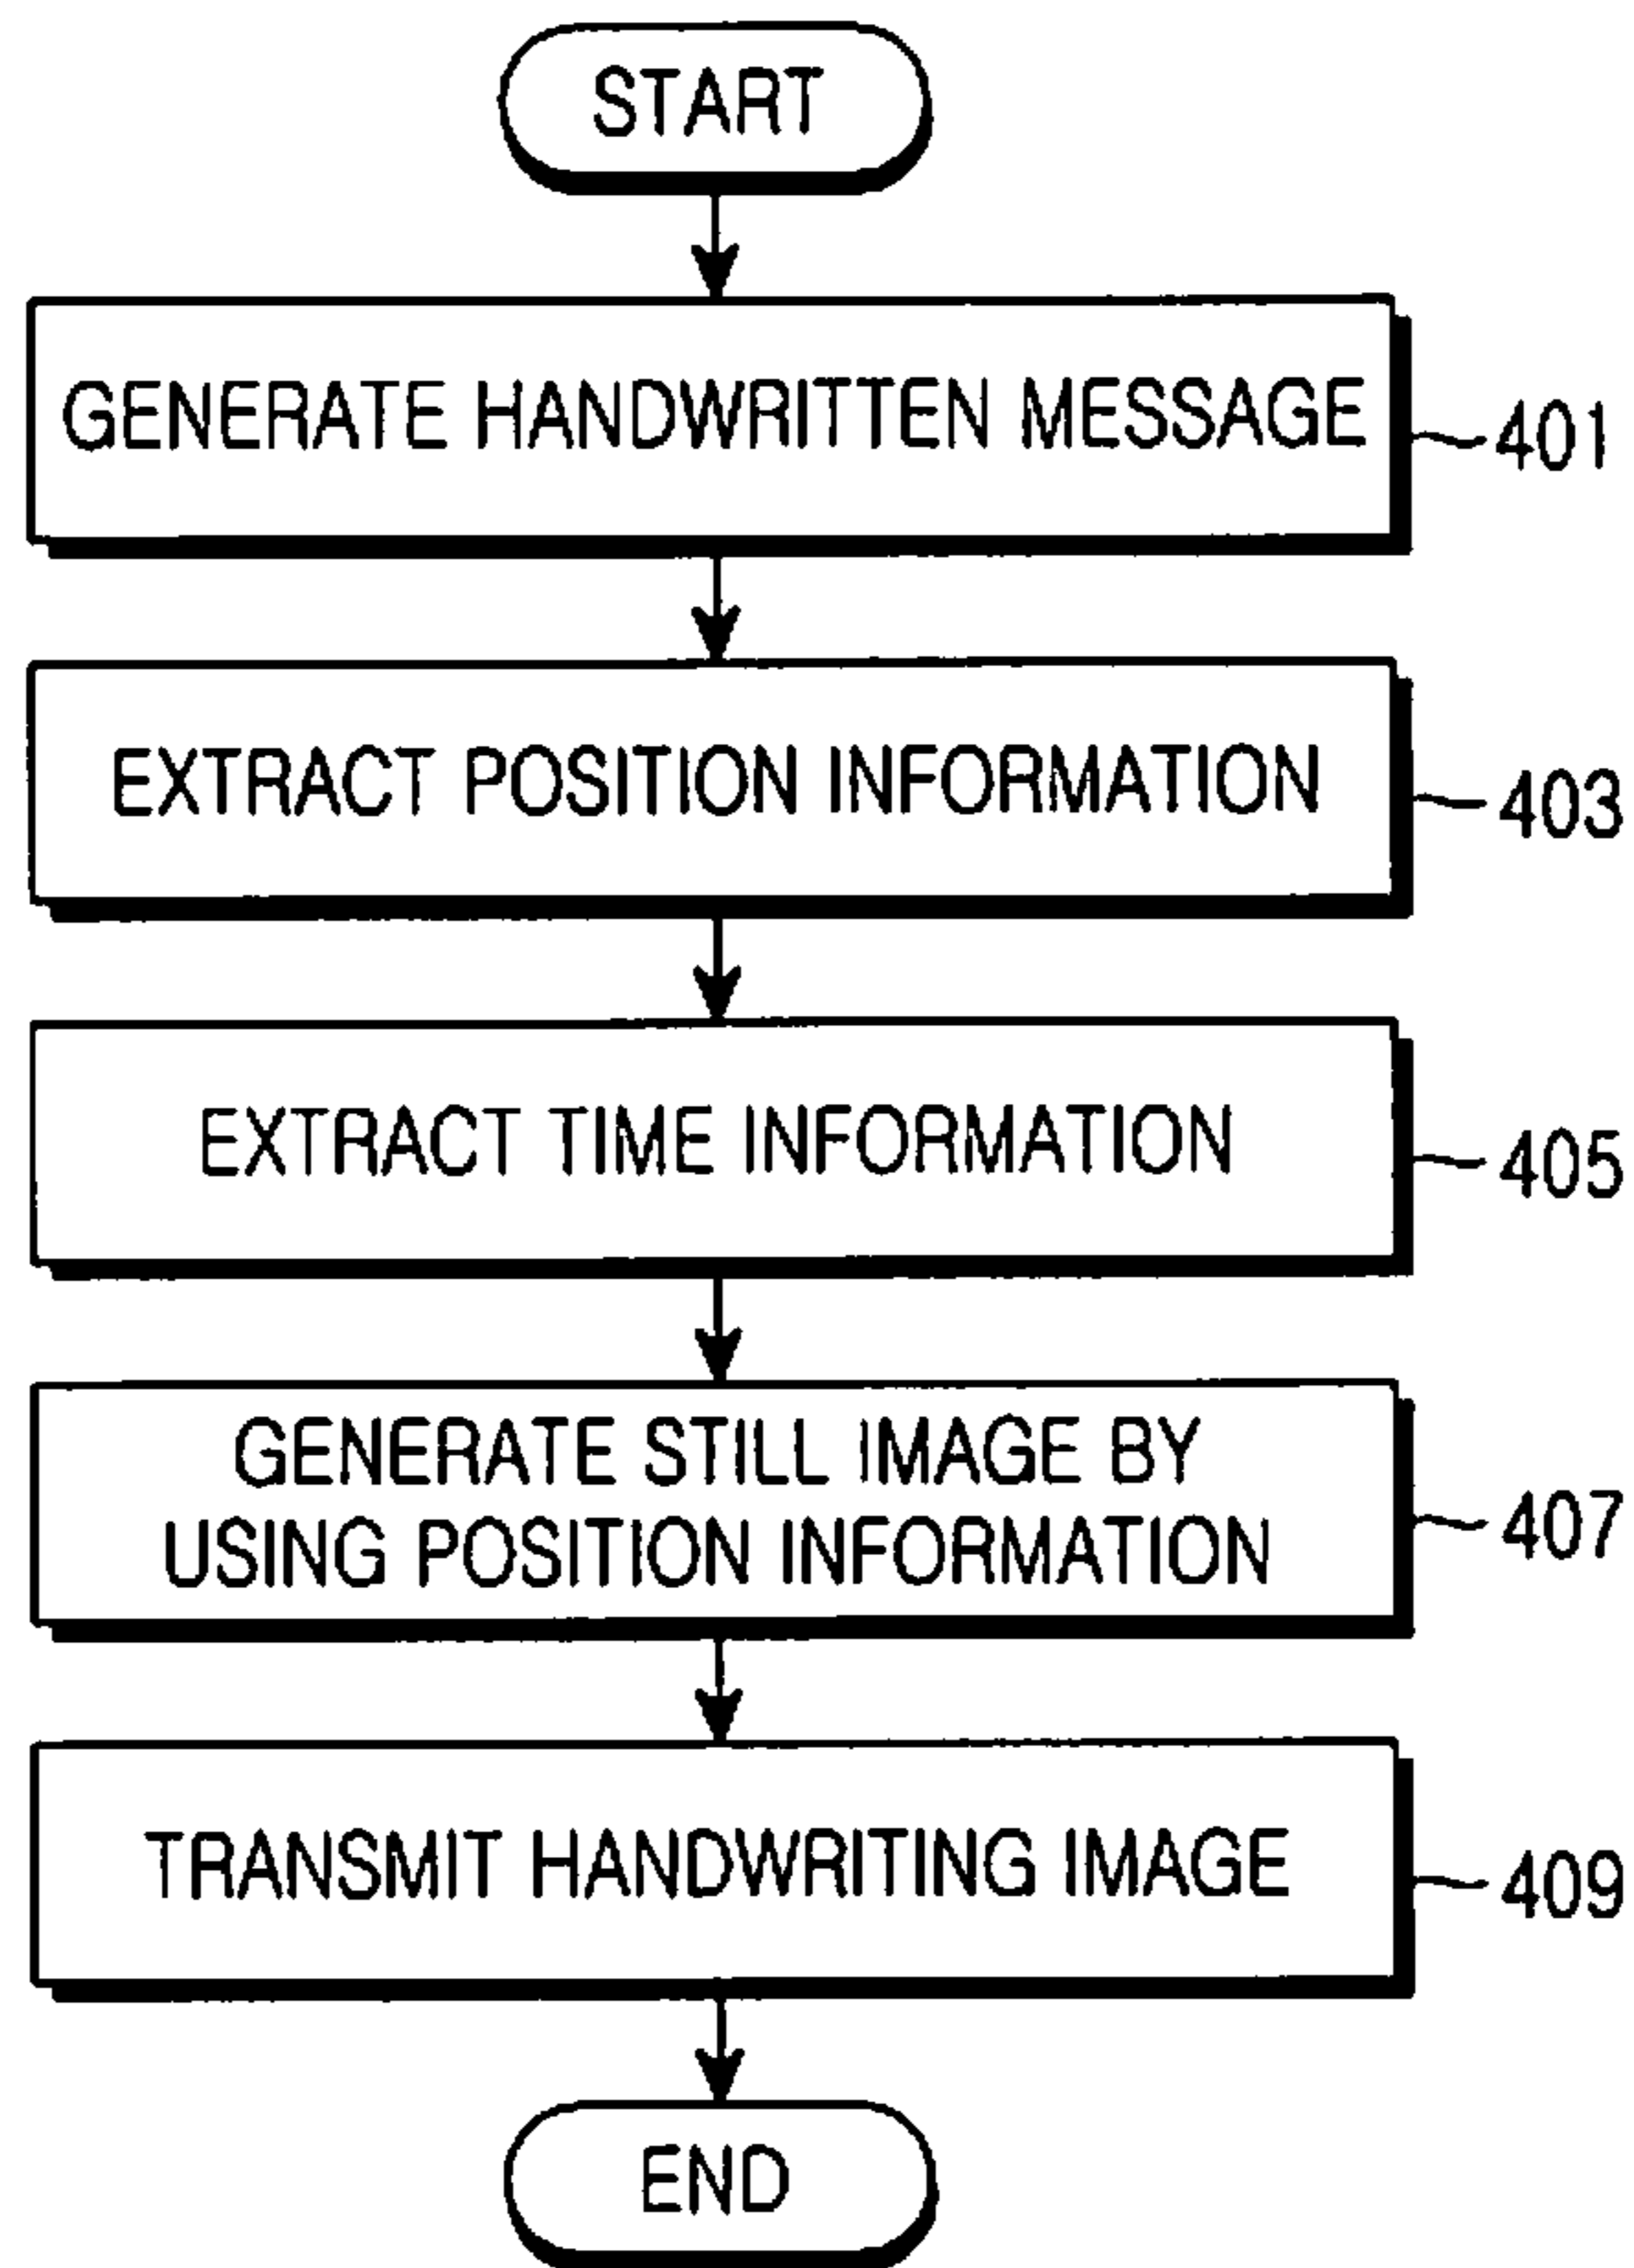 START
GENERATE HANDWRITTEN MESSAGE
401
EXTRACT POSITION INFORMATION
403
EXTRACT TIME INFORMATION
405
GENERATE STILL IMAGE BY
USING POSITION INFORMATION
407
TRANSMIT HANDWRITING IMAGE
409
END